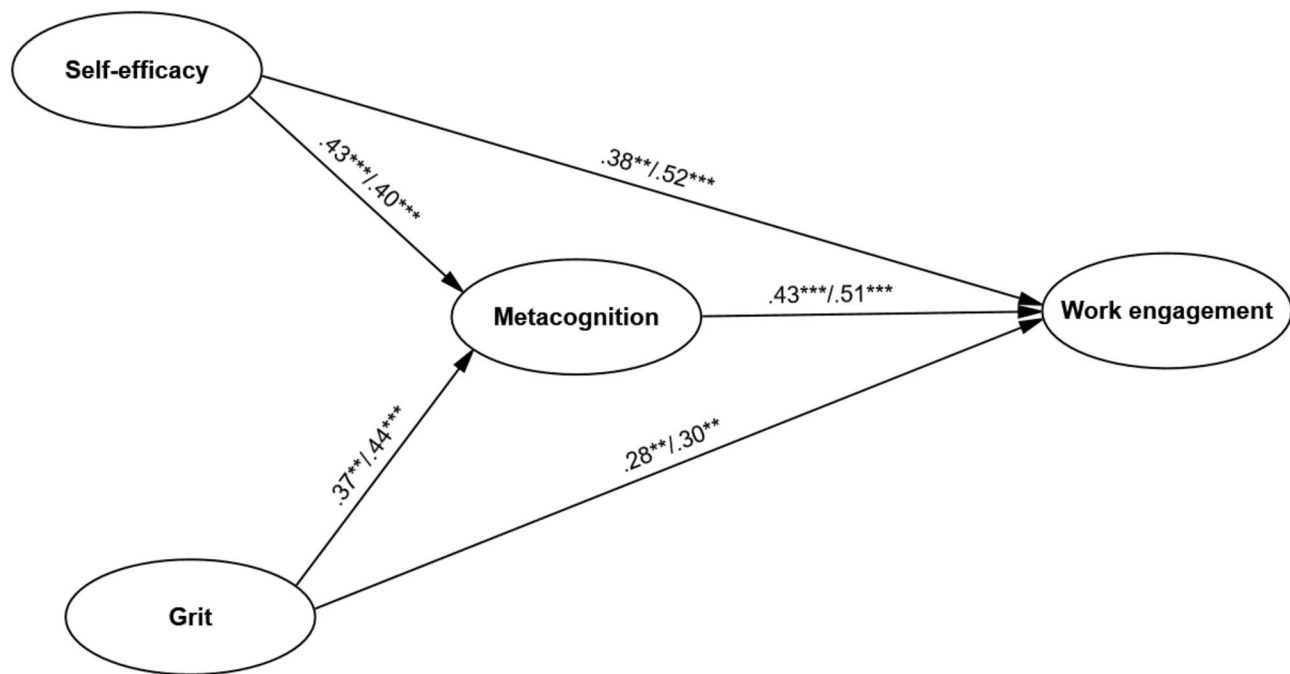 Self-efficacy
.43***/.40***
.38**/.52***
Metacognition
.43***/.51***
Work engagement
.37**/.44***
.28**/.30**
Grit